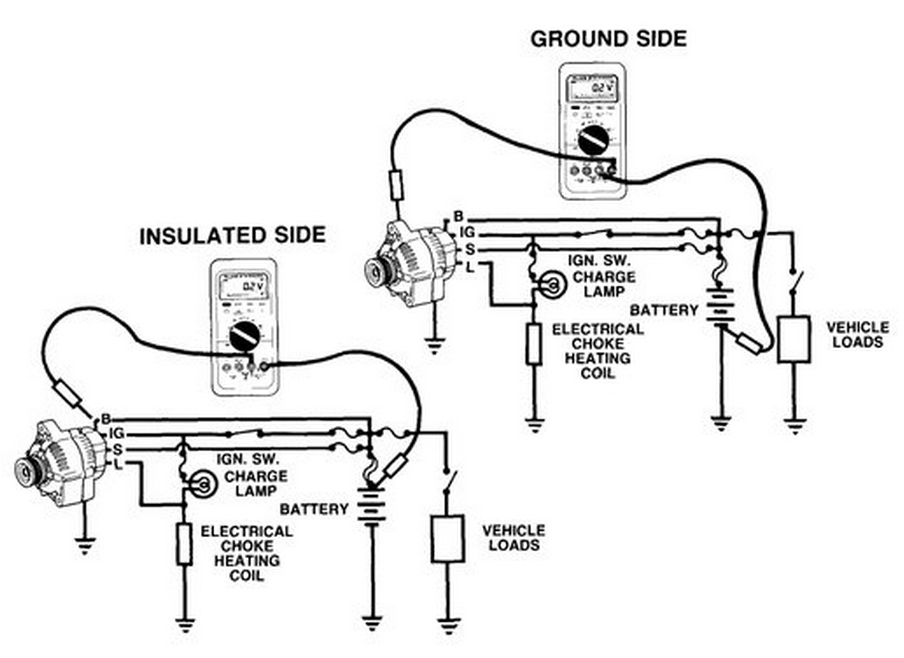 GROUND SIDE
0.2 V
B
IG
S
L
IGN. SW.
CHARGE
LAMP
BATTERY
ELECTRICAL
CHOKE
HEATING
COIL
VEHICLE
LOADS
INSULATED SIDE
0.2 V
B
IG
S
L
IGN. SW.
CHARGE
LAMP
BATTERY
ELECTRICAL
CHOKE
HEATING
COIL
VEHICLE
LOADS